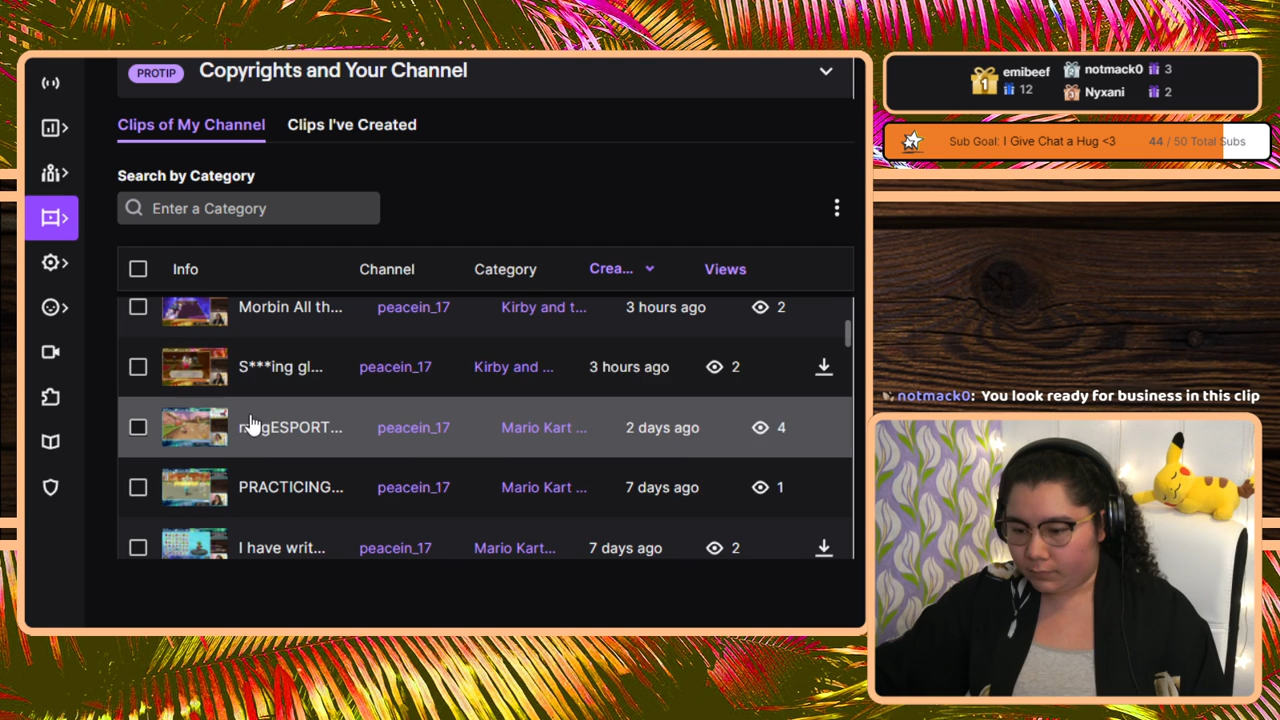 PROTIP Copyrights and Your Channel
Clips of My Channel Clips I've Created
Search by Category
Enter a Category
Info Channel Category Crea... Views
Morbin All th... peacein_17 Kirby and t... 3 hours ago 2
S***ing gl... peacein_17 Kirby and ... 3 hours ago 2
gESPORT... peacein_17 Mario Kart ... 2 days ago 4
PRACTICING... peacein_17 Mario Kart ... 7 days ago 1
I have writ... peacein_17 Mario Kart... 7 days ago 2
1 emibeef 12
2 notmack0 3
3 Nyxani 2
Sub Goal: I Give Chat a Hug <3 44 / 50 Total Subs
notmack0: You look ready for business in this clip